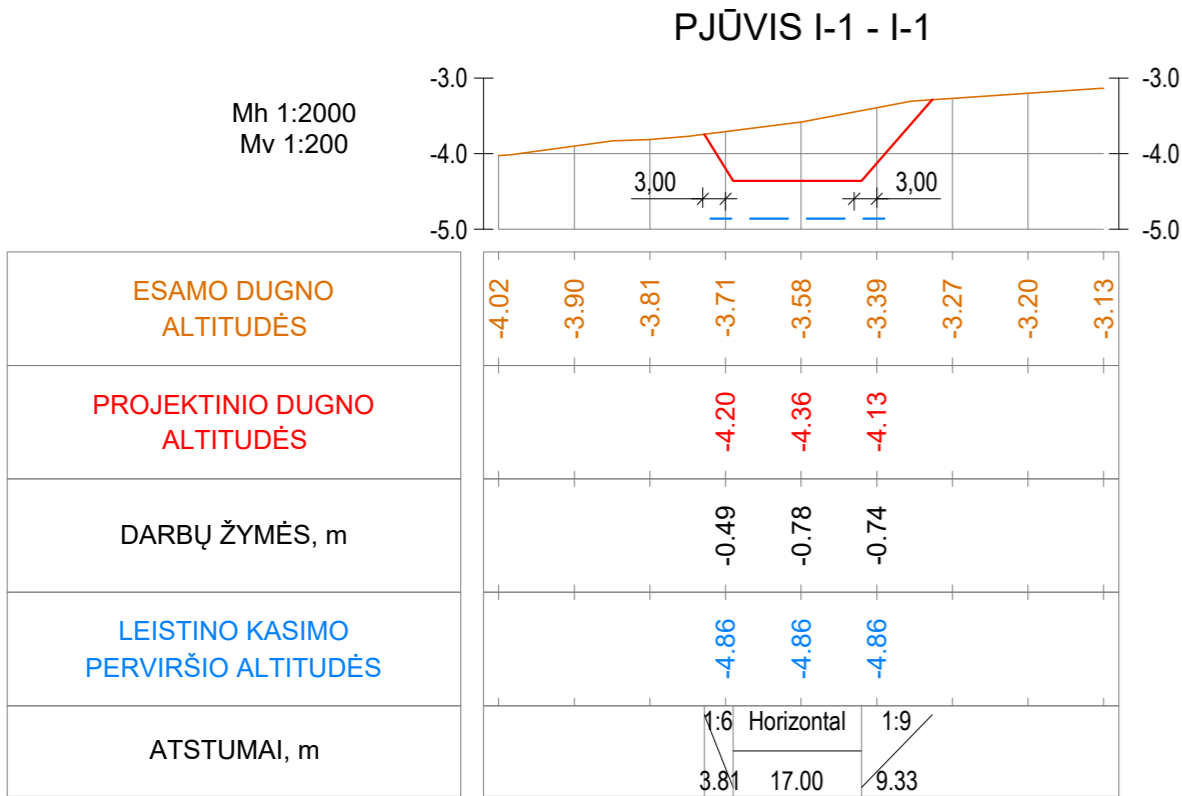 PJŪVIS I-1 - I-1
Mh 1:2000
Mv 1:200
-3.0
-3.0
-4.0
-4.0
3,00
3,00
-5.0
-5.0
ESAMO DUGNO
ALTITUDĖS
-4.02 -3.90 -3.81 -3.71 -3.58 -3.39 -3.27 -3.20 -3.13
PROJEKTINIO DUGNO
ALTITUDĖS
-4.20 -4.36 -4.13
DARBŲ ŽYMĖS, m
-0.49 -0.78 -0.74
LEISTINO KASIMO
PERVIRŠIO ALTITUDĖS
-4.86 -4.86 -4.86
ATSTUMAI, m
1:6 Horizontal 1:9
3.81 17.00 9.33